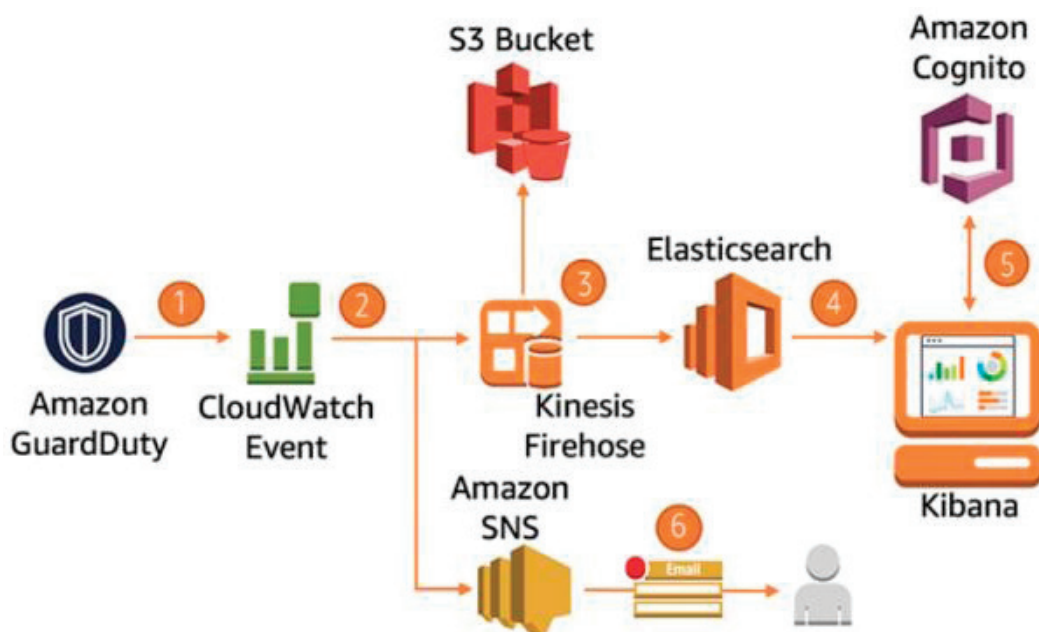 S3 Bucket
Amazon
Cognito
Elasticsearch
1
2
3
4
5
Amazon
GuardDuty
CloudWatch
Event
Kinesis
Firehose
Kibana
Amazon
SNS
6
Email